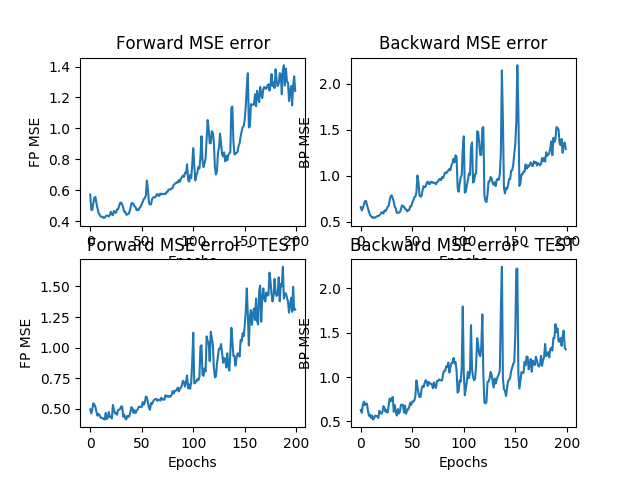 Forward MSE error
Backward MSE error
FP MSE
1.4
1.2
1.0
0.8
0.6
0.4
0 50 100 150 200
Epochs
BP MSE
2.0
1.5
1.0
0.5
0 50 100 150 200
Epochs
Forward MSE error - TEST
Backward MSE error - TEST
FP MSE
1.50
1.25
1.00
0.75
0.50
0 50 100 150 200
Epochs
BP MSE
2.0
1.5
1.0
0.5
0 50 100 150 200
Epochs